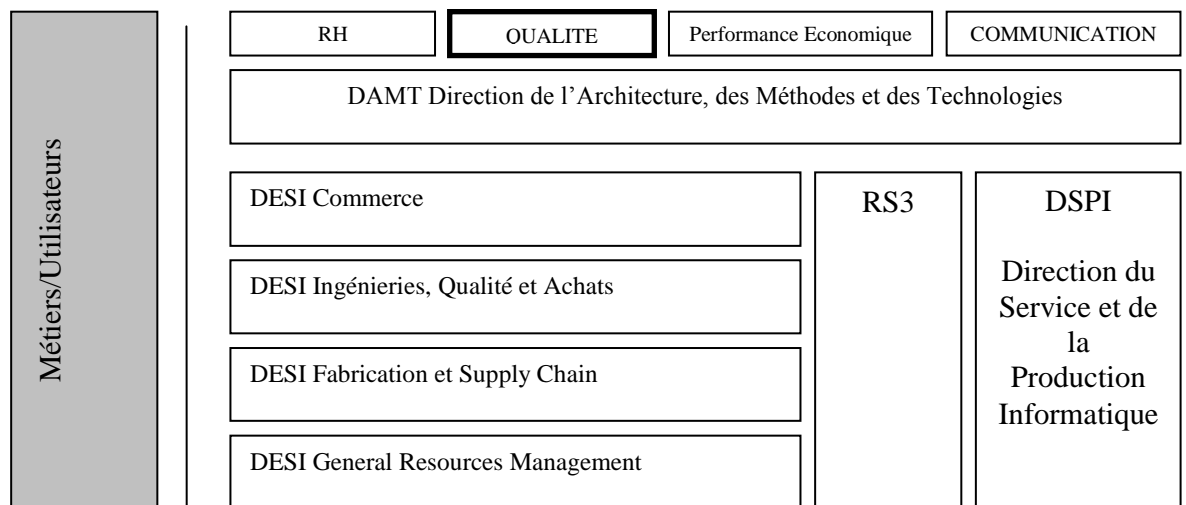 Métiers/Utilisateurs
RH
QUALITE
Performance Economique
COMMUNICATION
DAMT Direction de l’Architecture, des Méthodes et des Technologies
DESI Commerce
DESI Ingénieries, Qualité et Achats
DESI Fabrication et Supply Chain
DESI General Resources Management
RS3
DSPI
Direction du
Service et de
la
Production
Informatique